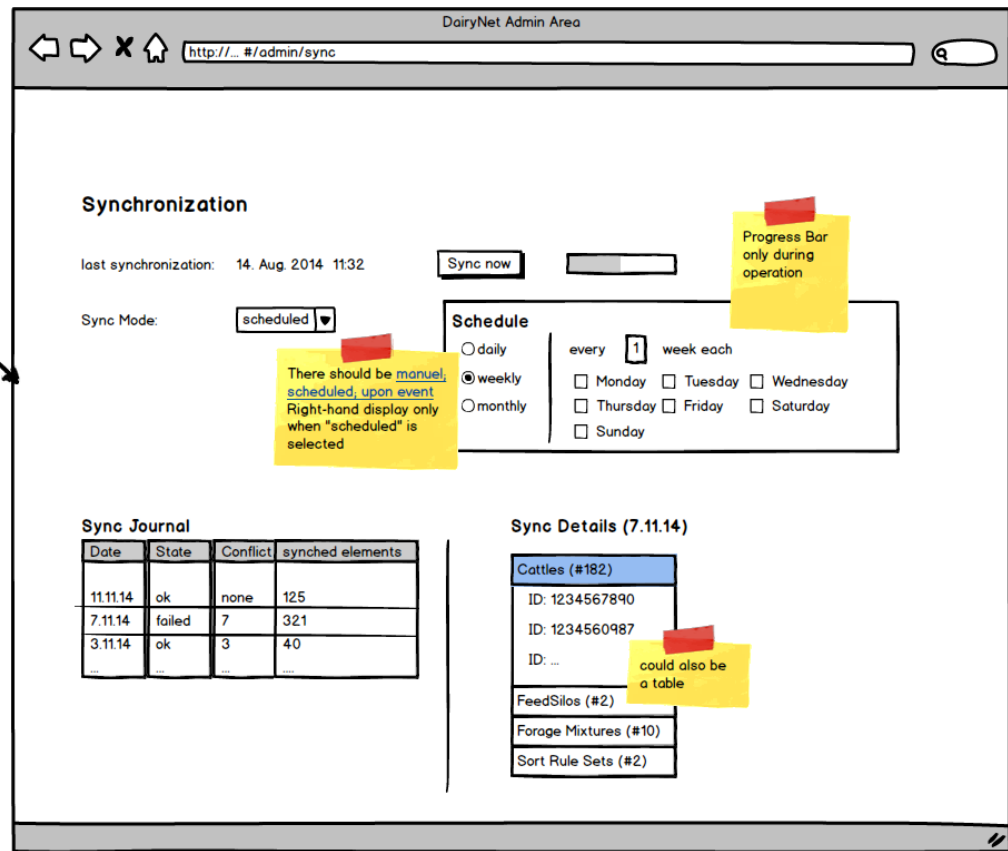 DairyNet Admin Area
http://... #/admin/sync
Synchronization
last synchronization: 14. Aug. 2014 11:32
Sync now
Progress Bar
only during
operation
Sync Mode:
scheduled
There should be manuel;
scheduled; upon event
Right-hand display only
when "scheduled" is
selected
Schedule
daily
weekly
monthly
every 1 week each
Monday Tuesday Wednesday
Thursday Friday Saturday
Sunday
Sync Journal
Date State Conflict synched elements
11.11.14 ok none 125
7.11.14 failed 7 321
3.11.14 ok 3 40
... ... ... ....
Sync Details (7.11.14)
Cattles (#182)
ID: 1234567890
ID: 1234560987
ID: ...
could also be
a table
FeedSilos (#2)
Forage Mixtures (#10)
Sort Rule Sets (#2)